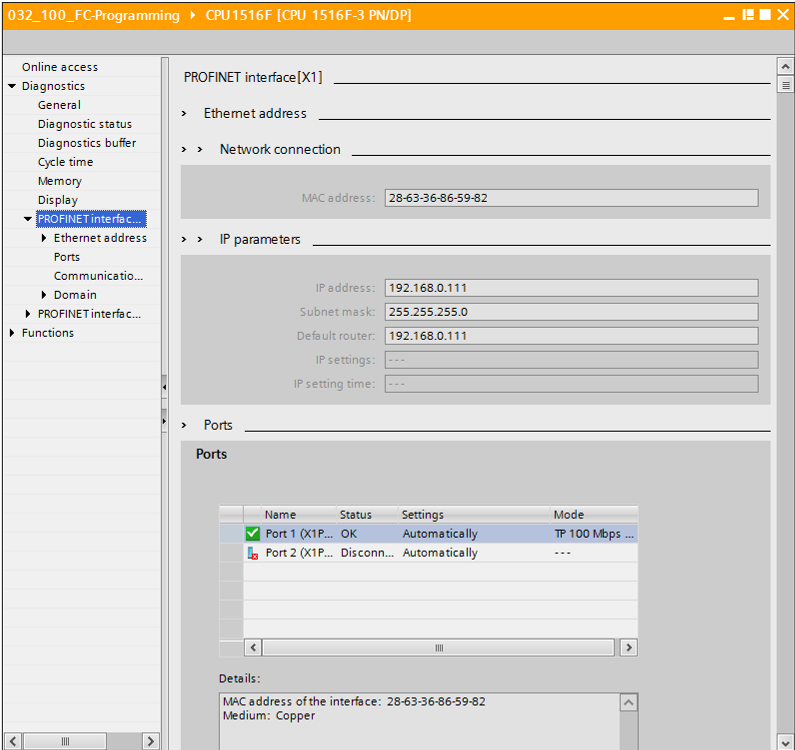 032_100_FC-Programming ▸ CPU1516F [CPU 1516F-3 PN/DP]
Online access
Diagnostics
General
Diagnostic status
Diagnostics buffer
Cycle time
Memory
Display
PROFINET interfac...
Ethernet address
Ports
Communicatio...
Domain
PROFINET interfac...
Functions
PROFINET interface[X1]
Ethernet address
Network connection
MAC address: 28-63-36-86-59-82
IP parameters
IP address: 192.168.0.111
Subnet mask: 255.255.255.0
Default router: 192.168.0.111
IP settings: ---
IP setting time: ---
Ports
Ports
Name Status Settings Mode
Port 1 (X1P... OK Automatically TP 100 Mbps ...
Port 2 (X1P... Disconn... Automatically ---
Details:
MAC address of the interface: 28-63-36-86-59-82
Medium: Copper